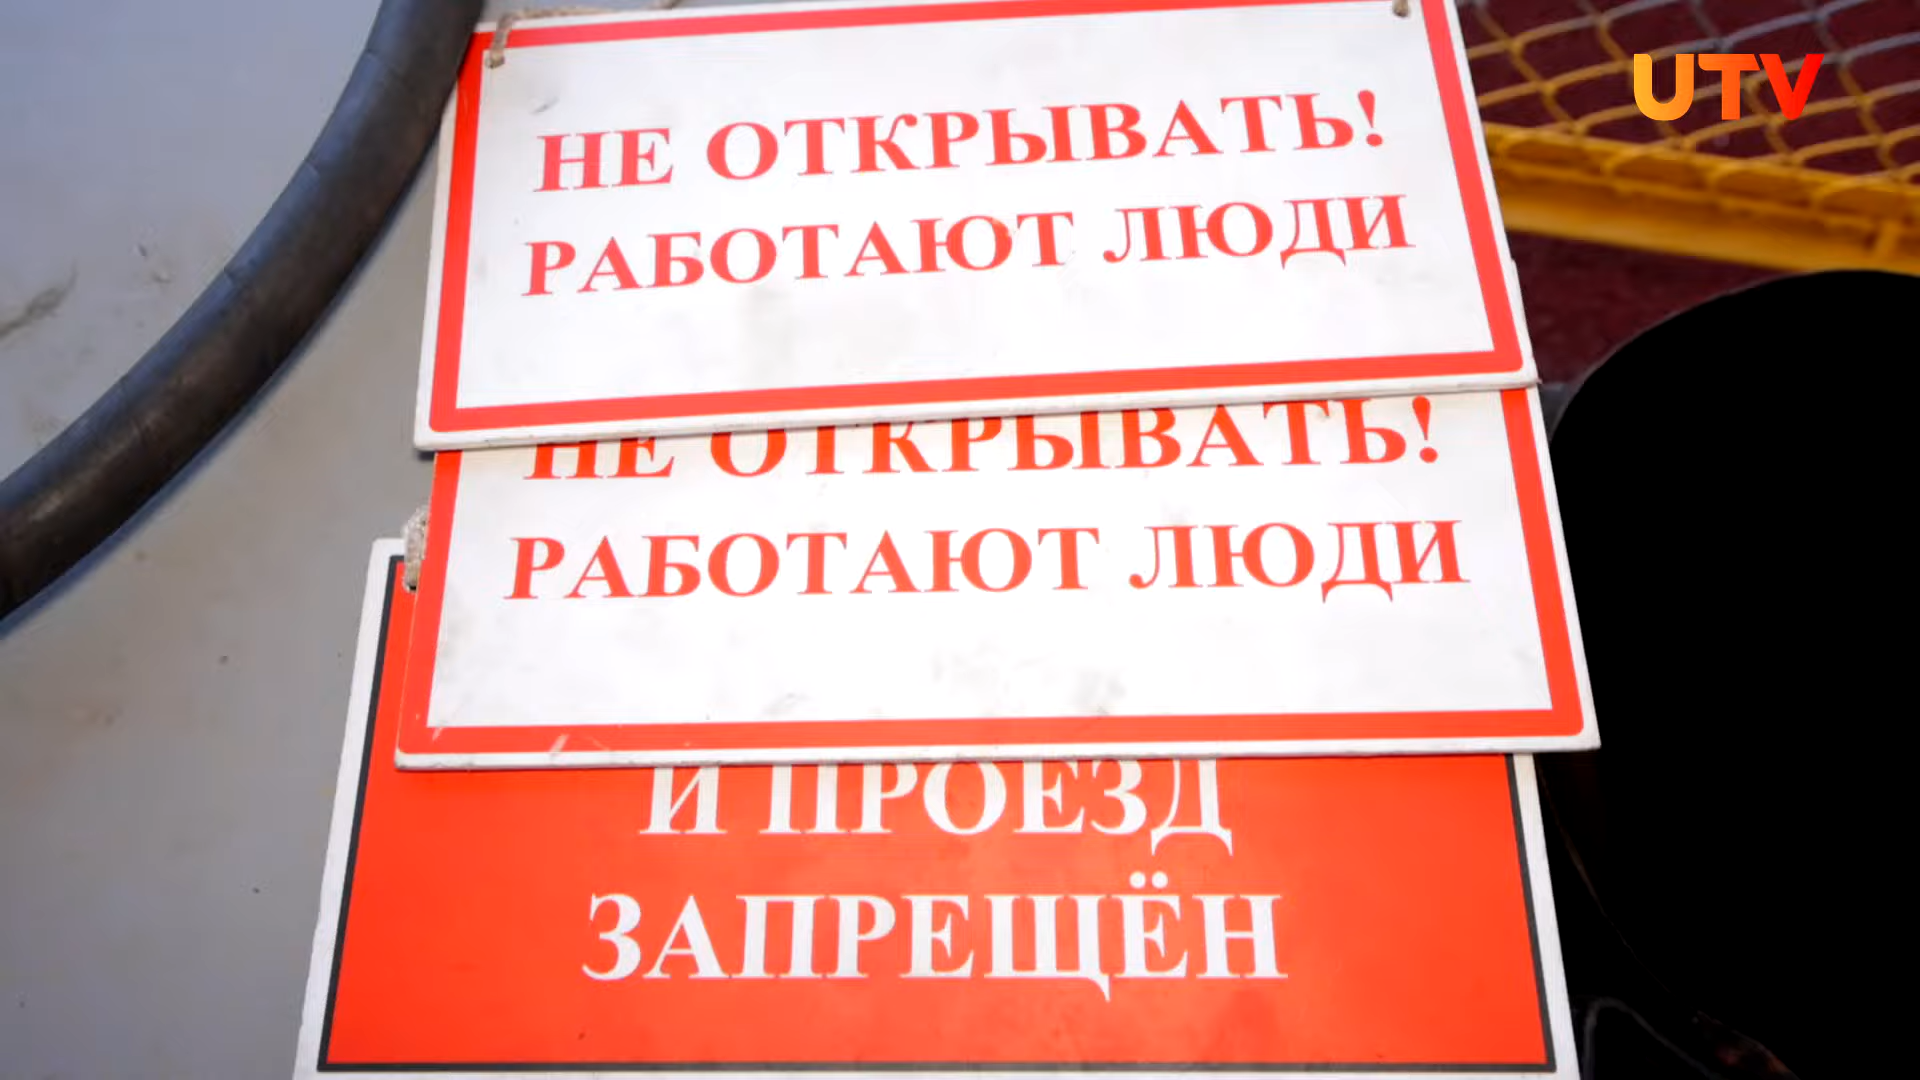 UTV
НЕ ОТКРЫВАТЬ!
РАБОТАЮТ ЛЮДИ
НЕ ОТКРЫВАТЬ!
РАБОТАЮТ ЛЮДИ
И ПРОЕЗД
ЗАПРЕЩЁН